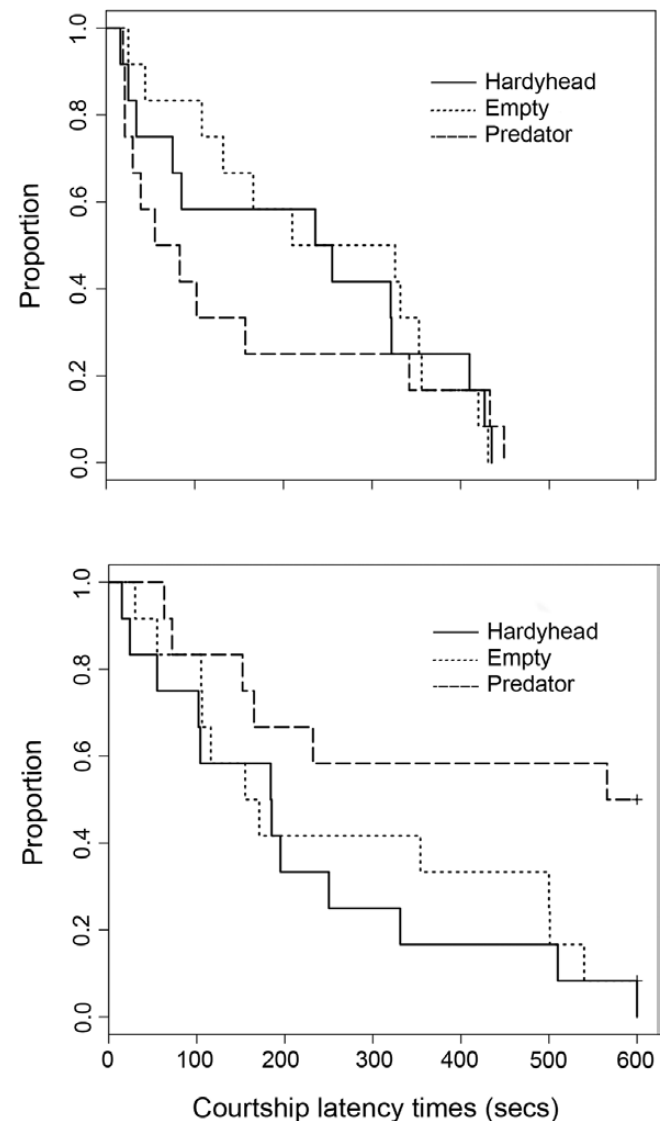 1.0
0.8
0.6
0.4
0.2
0.0
Proportion
Hardyhead
Empty
Predator
1.0
0.8
0.6
0.4
0.2
0.0
Proportion
Hardyhead
Empty
Predator
0 100 200 300 400 500 600
Courtship latency times (secs)